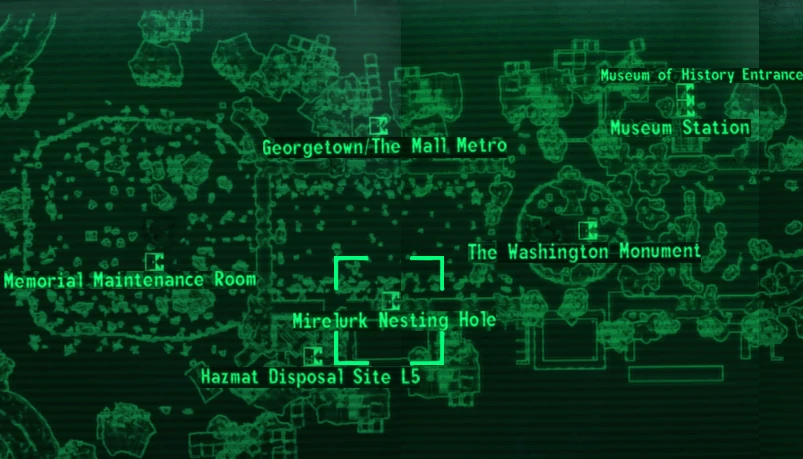 Museum of History Entrance
Museum Station
Georgetown/The Mall Metro
The Washington Monument
Memorial Maintenance Room
Mirelurk Nesting Hole
Hazmat Disposal Site L5